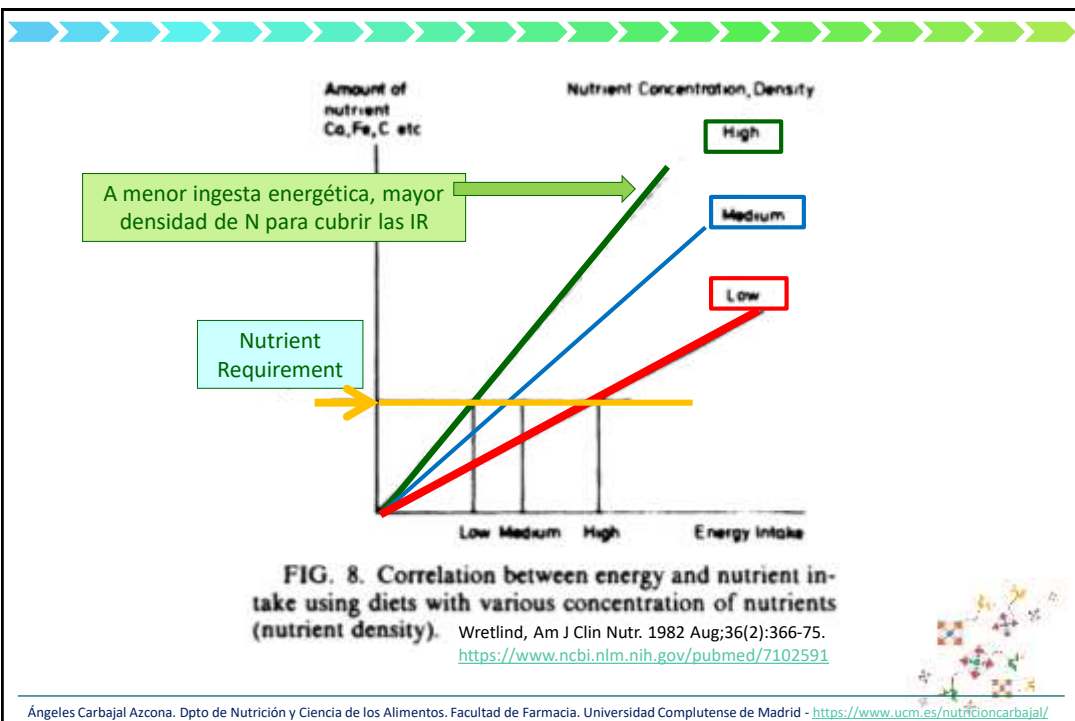 Amount of
nutrient
Ca, Fe, C etc
Nutrient Concentration, Density
High
A menor ingesta energética, mayor
densidad de N para cubrir las IR
Medium
Low
Nutrient
Requirement
Low Medium High Energy Intake
FIG. 8. Correlation between energy and nutrient in-
take using diets with various concentration of nutrients
(nutrient density). Wretlind, Am J Clin Nutr. 1982 Aug;36(2):366-75.
https://www.ncbi.nlm.nih.gov/pubmed/7102591
Ángeles Carbajal Azcona. Dpto de Nutrición y Ciencia de los Alimentos. Facultad de Farmacia. Universidad Complutense de Madrid - https://www.ucm.es/nutricioncarbajal/